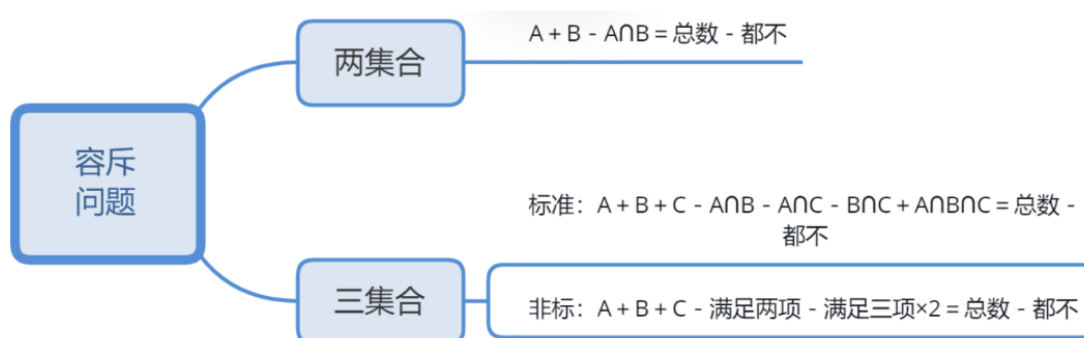 容斥
问题
两集合
A + B - A∩B = 总数 - 都不
三集合
标准：A + B + C - A∩B - A∩C - B∩C + A∩B∩C = 总数 -
都不
非标：A + B + C - 满足两项 - 满足三项×2 = 总数 - 都不